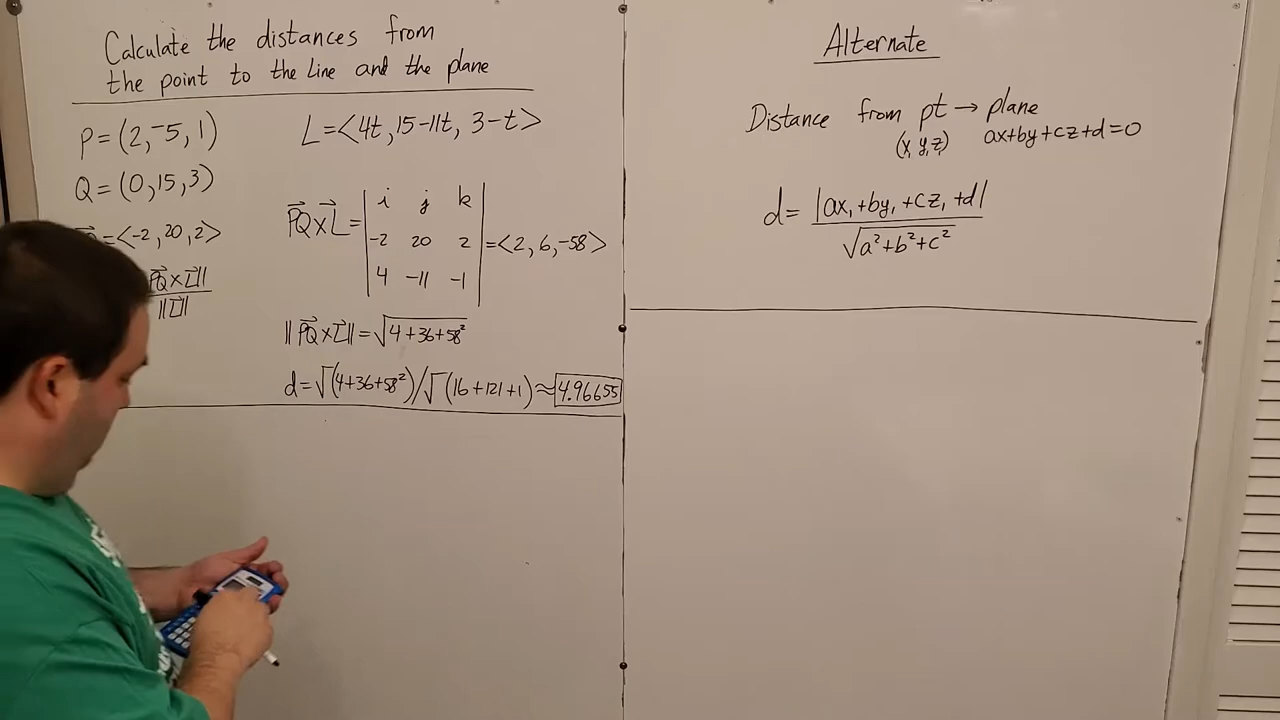 Calculate the distances from
the point to the line and the plane
P = (2, -5, 1)
Q = (0, 15, 3)
= <-2, 20, 2>
PQ × L||
||L||
L = <4t, 15-11t, 3-t>
PQ × L = | i j k |
-2 20 2 = <2, 6, -58>
4 -11 -1
||PQ × L|| = √4+36+58²
d = √(4+36+58²)/√(16+121+1) ≈ 4.96655
Alternate
Distance from pt → plane
(x₁ y₁ z₁) ax+by+cz+d=0
d = |ax₁+by₁+cz₁+d|
√a²+b²+c²